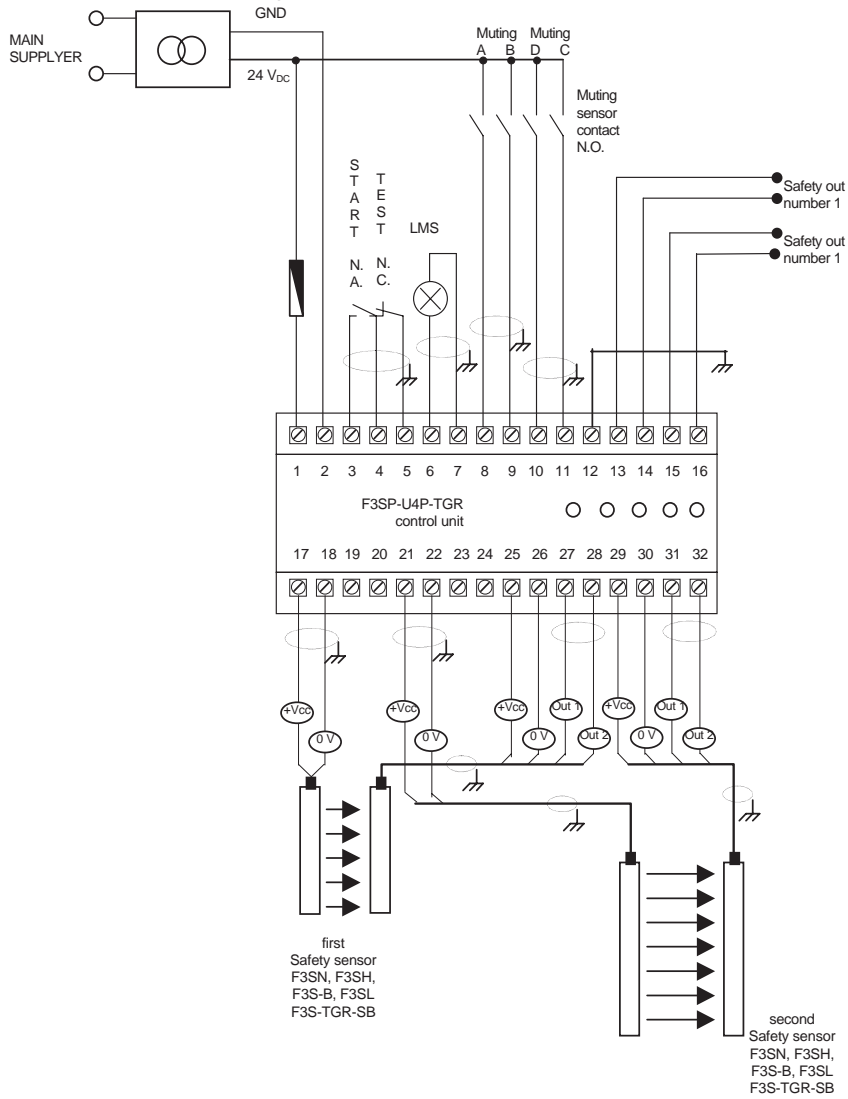 GND
MAIN
SUPPLYER
24 VDC
Muting Muting
A B D C
Muting
sensor
contact
N.O.
START N.A.
TEST N.C.
LMS
Safety out
number 1
Safety out
number 1
1 2 3 4 5 6 7 8 9 10 11 12 13 14 15 16
F3SP-U4P-TGR
control unit
17 18 19 20 21 22 23 24 25 26 27 28 29 30 31 32
+Vcc +Vcc +Vcc Out 1 +Vcc Out 1
0 V 0 V 0 V Out 2 0 V Out 2
first
Safety sensor
F3SN, F3SH,
F3S-B, F3SL
F3S-TGR-SB
second
Safety sensor
F3SN, F3SH,
F3S-B, F3SL
F3S-TGR-SB